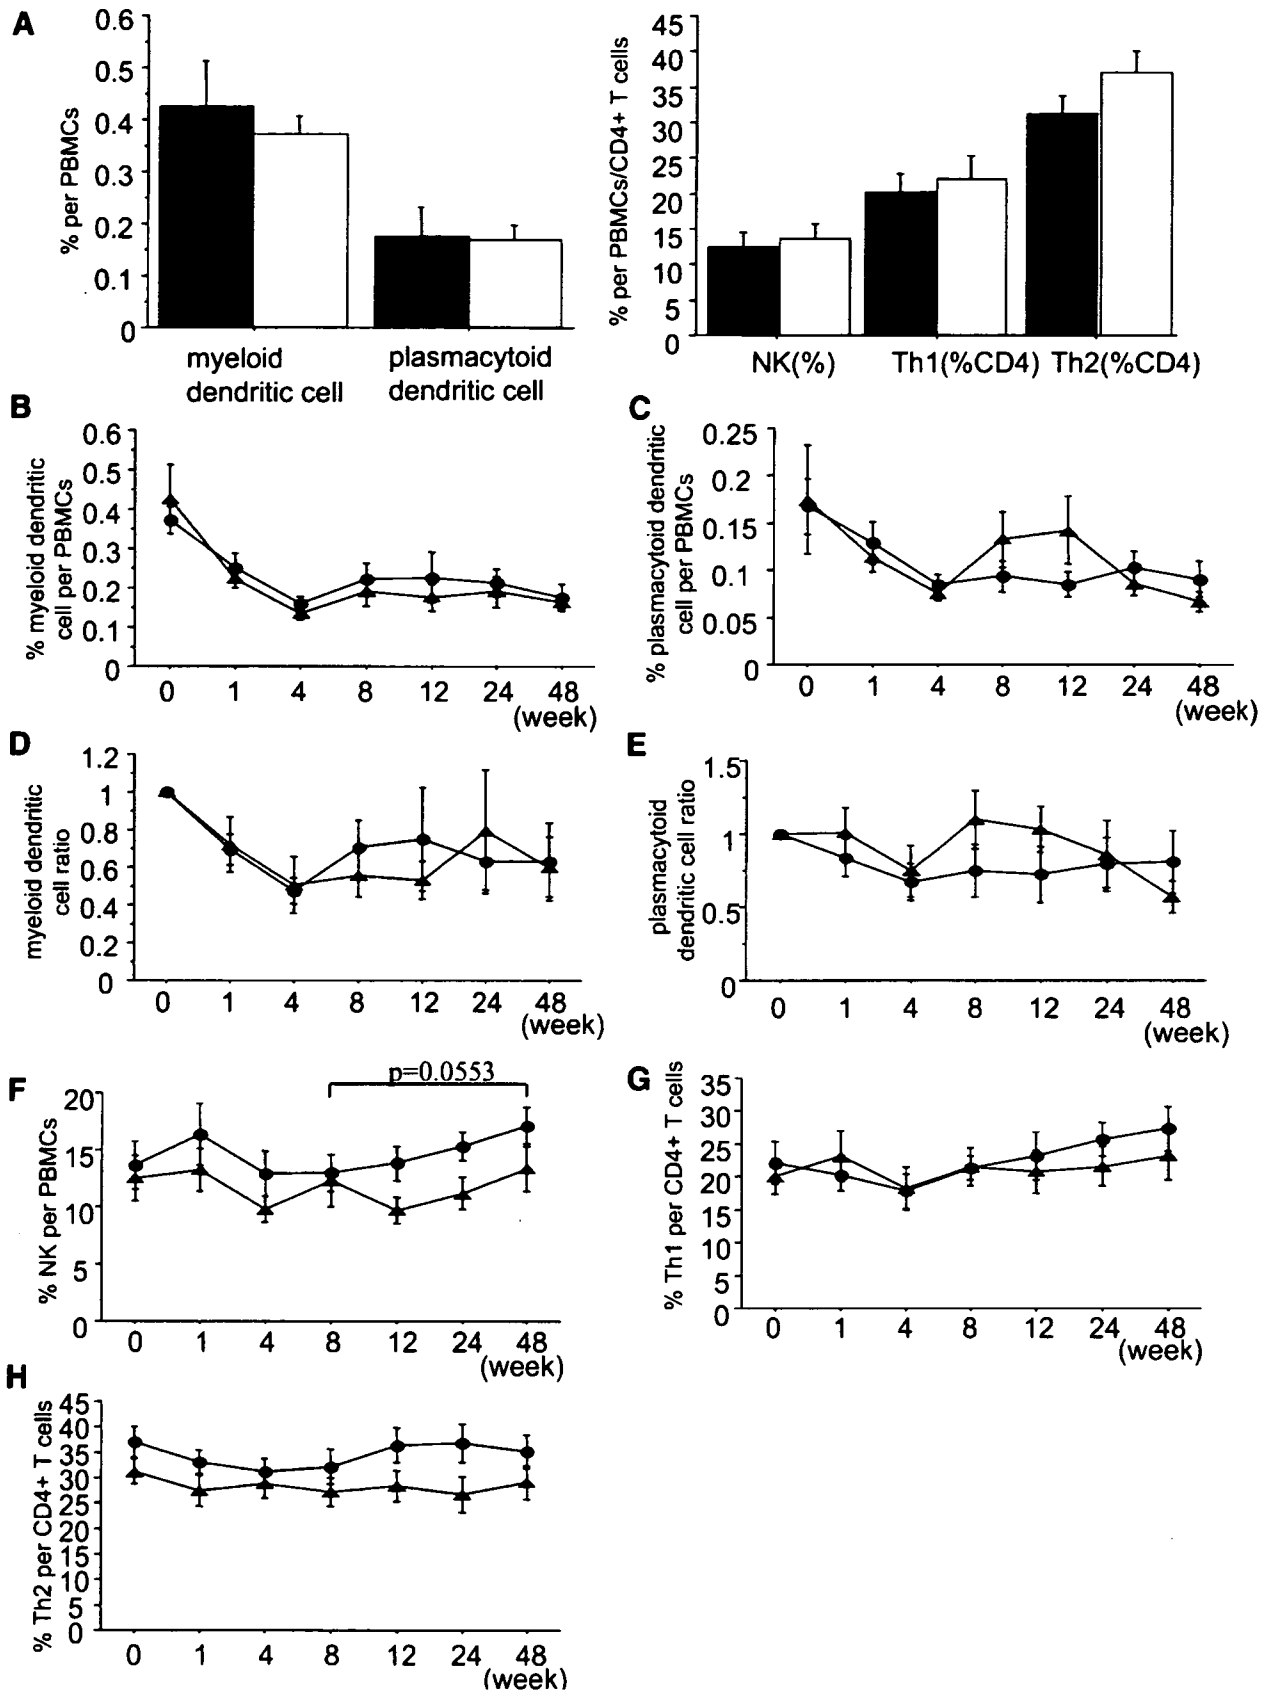 A
0.6
0.5
0.4
0.3
0.2
0.1
0
% per PBMCs
myeloid
dendritic cell
plasmacytoid
dendritic cell
45
40
35
30
25
20
15
10
5
0
% per PBMCs/CD4+ T cells
NK(%)
Th1(%CD4)
Th2(%CD4)
B
0.6
0.5
0.4
0.3
0.2
0.1
0
% myeloid dendritic
cell per PBMCs
0 1 4 8 12 24 48
(week)
C
0.25
0.2
0.15
0.1
0.05
0
% plasmacytoid dendritic
cell per PBMCs
0 1 4 8 12 24 48
(week)
D
1.2
1
0.8
0.6
0.4
0.2
0
myeloid dendritic
cell ratio
0 1 4 8 12 24 48
(week)
E
1.5
1
0.5
0
plasmacytoid
dendritic cell ratio
0 1 4 8 12 24 48
(week)
F
p=0.0553
20
15
10
5
0
% NK per PBMCs
0 1 4 8 12 24 48
(week)
G
35
30
25
20
15
10
5
0
% Th1 per CD4+ T cells
0 1 4 8 12 24 48
(week)
H
45
40
35
30
25
20
15
10
5
0
% Th2 per CD4+ T cells
0 1 4 8 12 24 48
(week)